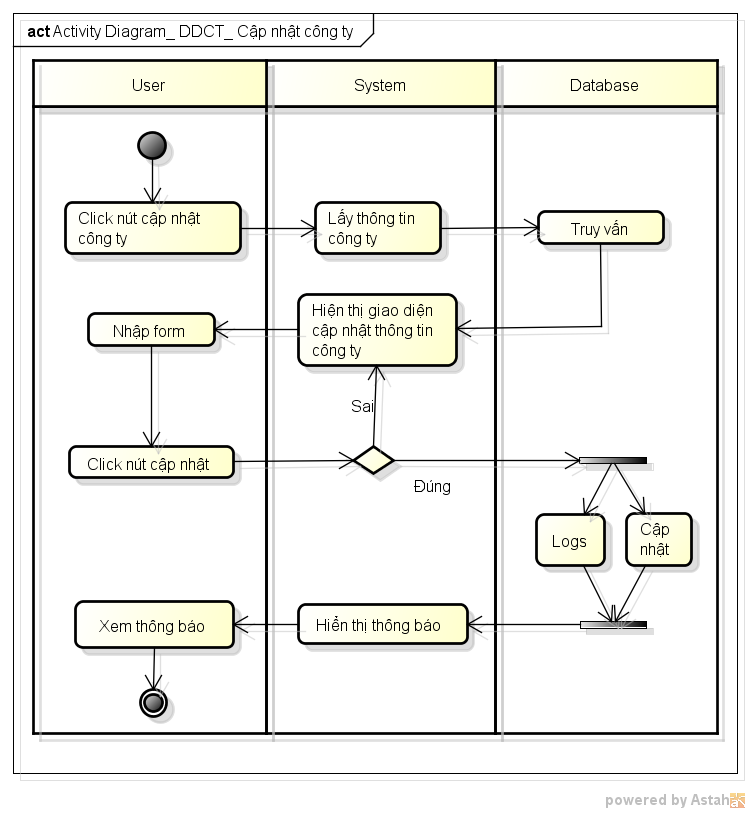 act Activity Diagram_ DDCT_ Cập nhật công ty
User
System
Database
Click nút cập nhật
công ty
Lấy thông tin
công ty
Truy vấn
Hiện thị giao diện
cập nhật thông tin
công ty
Nhập form
Sai
Click nút cập nhật
Đúng
Logs
Cập
nhật
Xem thông báo
Hiển thị thông báo
powered by Astah